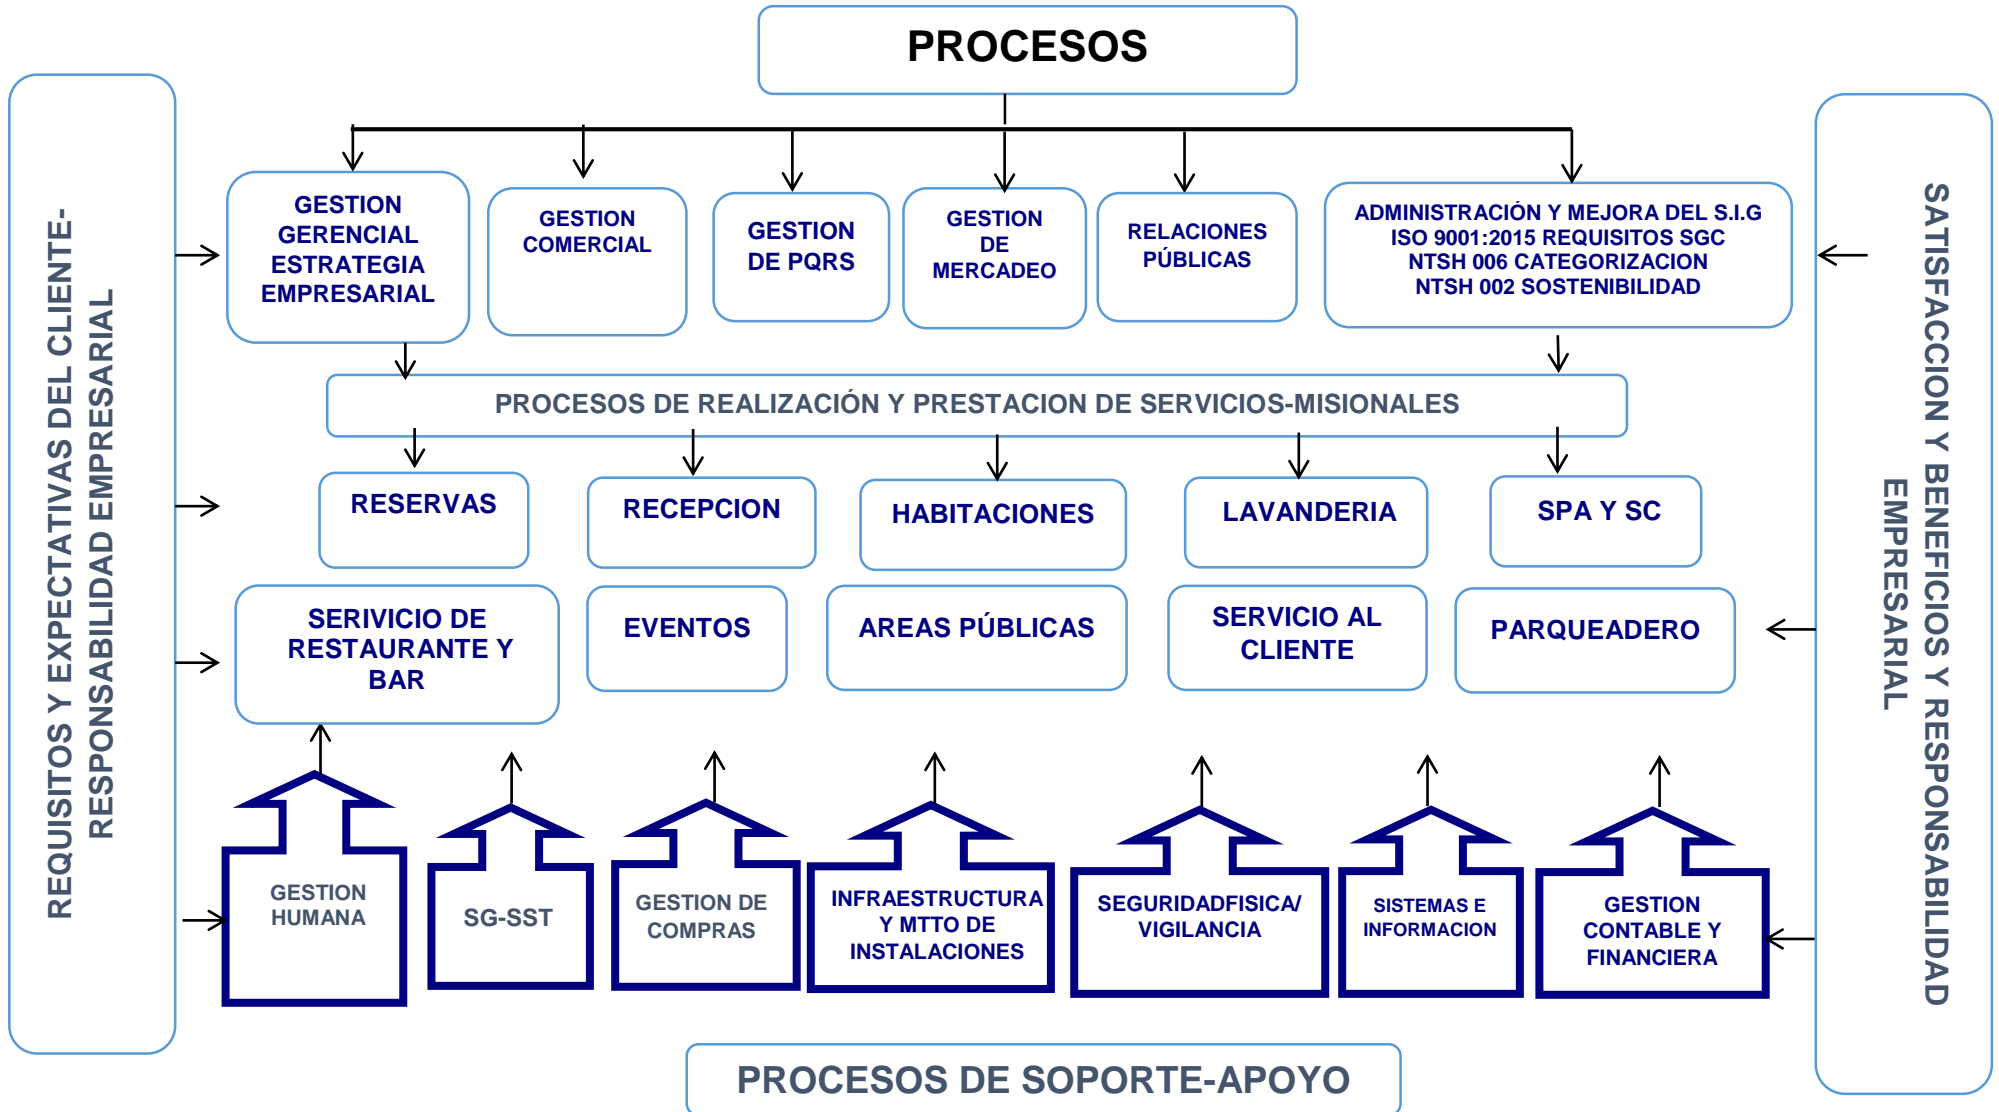 PROCESOS
REQUISITOS Y EXPECTATIVAS DEL CLIENTE-
RESPONSABILIDAD EMPRESARIAL
GESTION
GERENCIAL
ESTRATEGIA
EMPRESARIAL
GESTION
COMERCIAL
GESTION
DE PQRS
GESTION
DE
MERCADEO
RELACIONES
PÚBLICAS
ADMINISTRACIÓN Y MEJORA DEL S.I.G
ISO 9001:2015 REQUISITOS SGC
NTSH 006 CATEGORIZACION
NTSH 002 SOSTENIBILIDAD
SATISFACCION Y BENEFICIOS Y RESPONSABILIDAD
EMPRESARIAL
PROCESOS DE REALIZACIÓN Y PRESTACION DE SERVICIOS-MISIONALES
RESERVAS
RECEPCION
HABITACIONES
LAVANDERIA
SPA Y SC
SERIVICIO DE
RESTAURANTE Y
BAR
EVENTOS
AREAS PÚBLICAS
SERVICIO AL
CLIENTE
PARQUEADERO
GESTION
HUMANA
SG-SST
GESTION DE
COMPRAS
INFRAESTRUCTURA
Y MTTO DE
INSTALACIONES
SEGURIDADFISICA/
VIGILANCIA
SISTEMAS E
INFORMACION
GESTION
CONTABLE Y
FINANCIERA
PROCESOS DE SOPORTE-APOYO